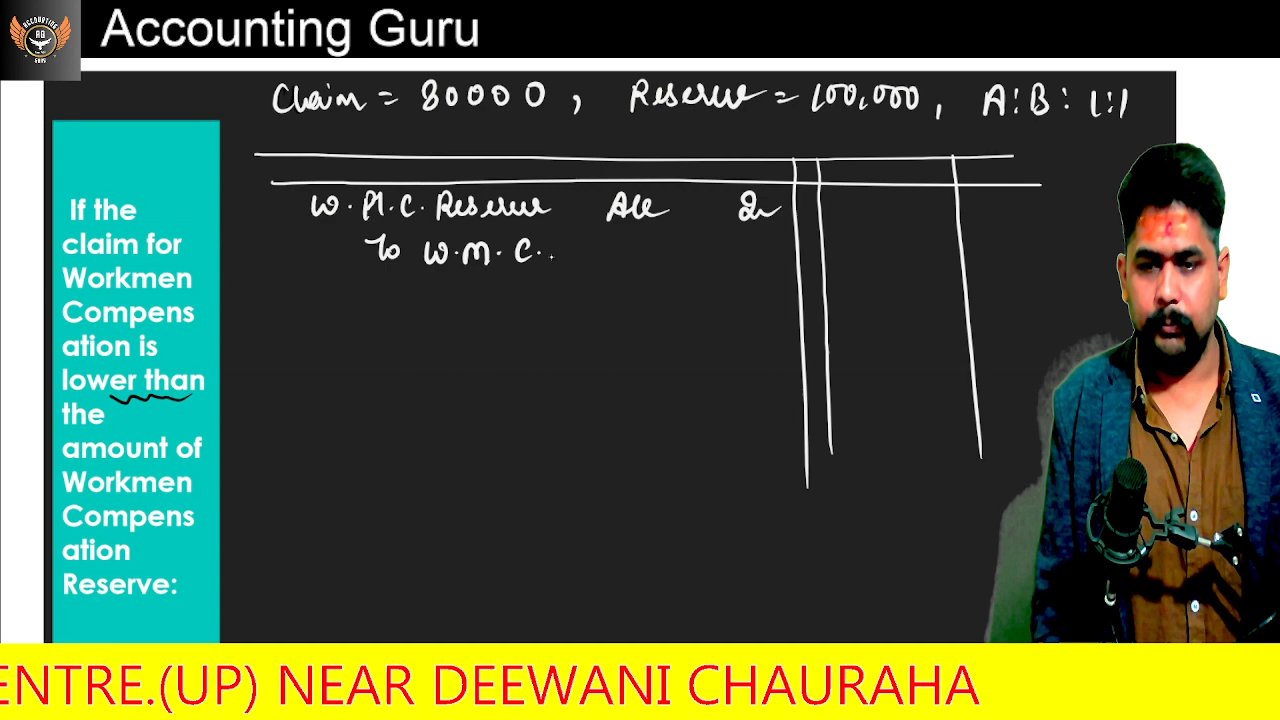 Accounting Guru
Claim = 80000 , Reserve = 100,000 , A:B : 1:1
If the
claim for
Workmen
Compens
ation is
lower than
the
amount of
Workmen
Compens
ation
Reserve:
W.M.C. Reserve A/c Dr
To W.M.C..
ENTRE.(UP) NEAR DEEWANI CHAURAHA